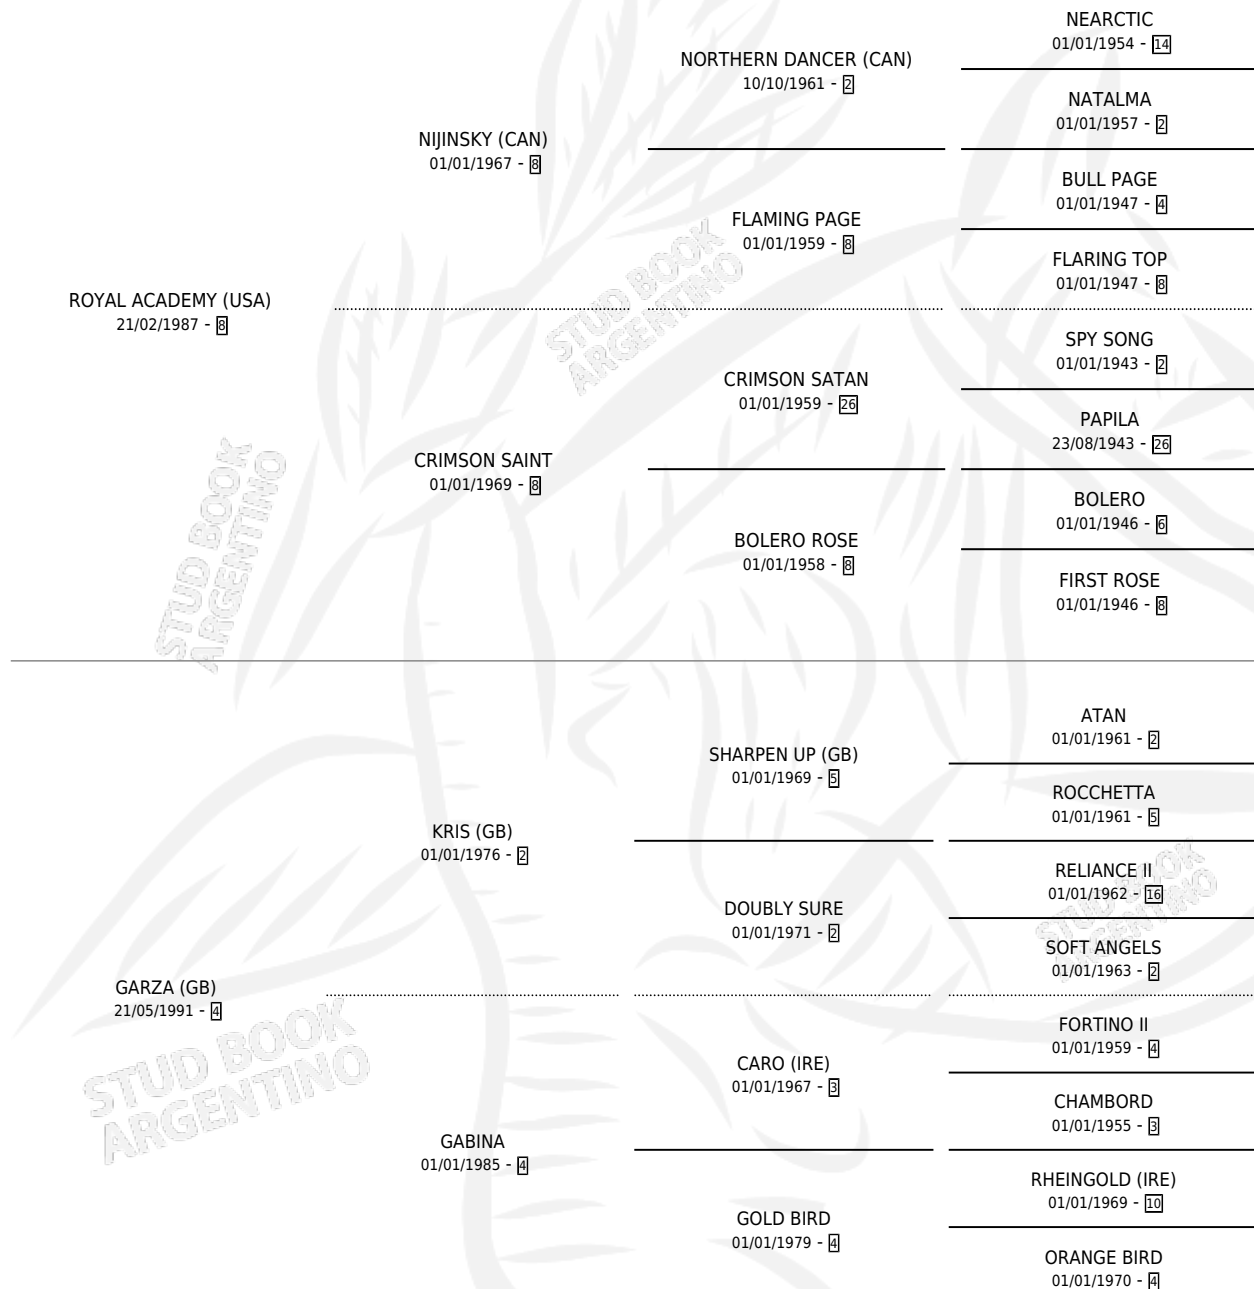 NEARCTIC
01/01/1954 - 14
NORTHERN DANCER (CAN)
10/10/1961 - 2
NATALMA
01/01/1957 - 2
NIJINSKY (CAN)
01/01/1967 - 8
BULL PAGE
01/01/1947 - 4
FLAMING PAGE
01/01/1959 - 8
FLARING TOP
01/01/1947 - 8
ROYAL ACADEMY (USA)
21/02/1987 - 8
SPY SONG
01/01/1943 - 2
CRIMSON SATAN
01/01/1959 - 26
PAPILA
23/08/1943 - 26
CRIMSON SAINT
01/01/1969 - 8
BOLERO
01/01/1946 - 6
BOLERO ROSE
01/01/1958 - 8
FIRST ROSE
01/01/1946 - 8
ATAN
01/01/1961 - 2
SHARPEN UP (GB)
01/01/1969 - 5
ROCCHETTA
01/01/1961 - 5
KRIS (GB)
01/01/1976 - 2
RELIANCE II
01/01/1962 - 16
DOUBLY SURE
01/01/1971 - 2
SOFT ANGELS
01/01/1963 - 2
GARZA (GB)
21/05/1991 - 4
FORTINO II
01/01/1959 - 4
CARO (IRE)
01/01/1967 - 3
CHAMBORD
01/01/1955 - 3
GABINA
01/01/1985 - 4
RHEINGOLD (IRE)
01/01/1969 - 10
GOLD BIRD
01/01/1979 - 4
ORANGE BIRD
01/01/1970 - 4
STUD BOOK
ARGENTINO
STUD BOOK
ARGENTINO
STUD BOOK
ARGENTINO
STUD BOOK
ARGENTINO